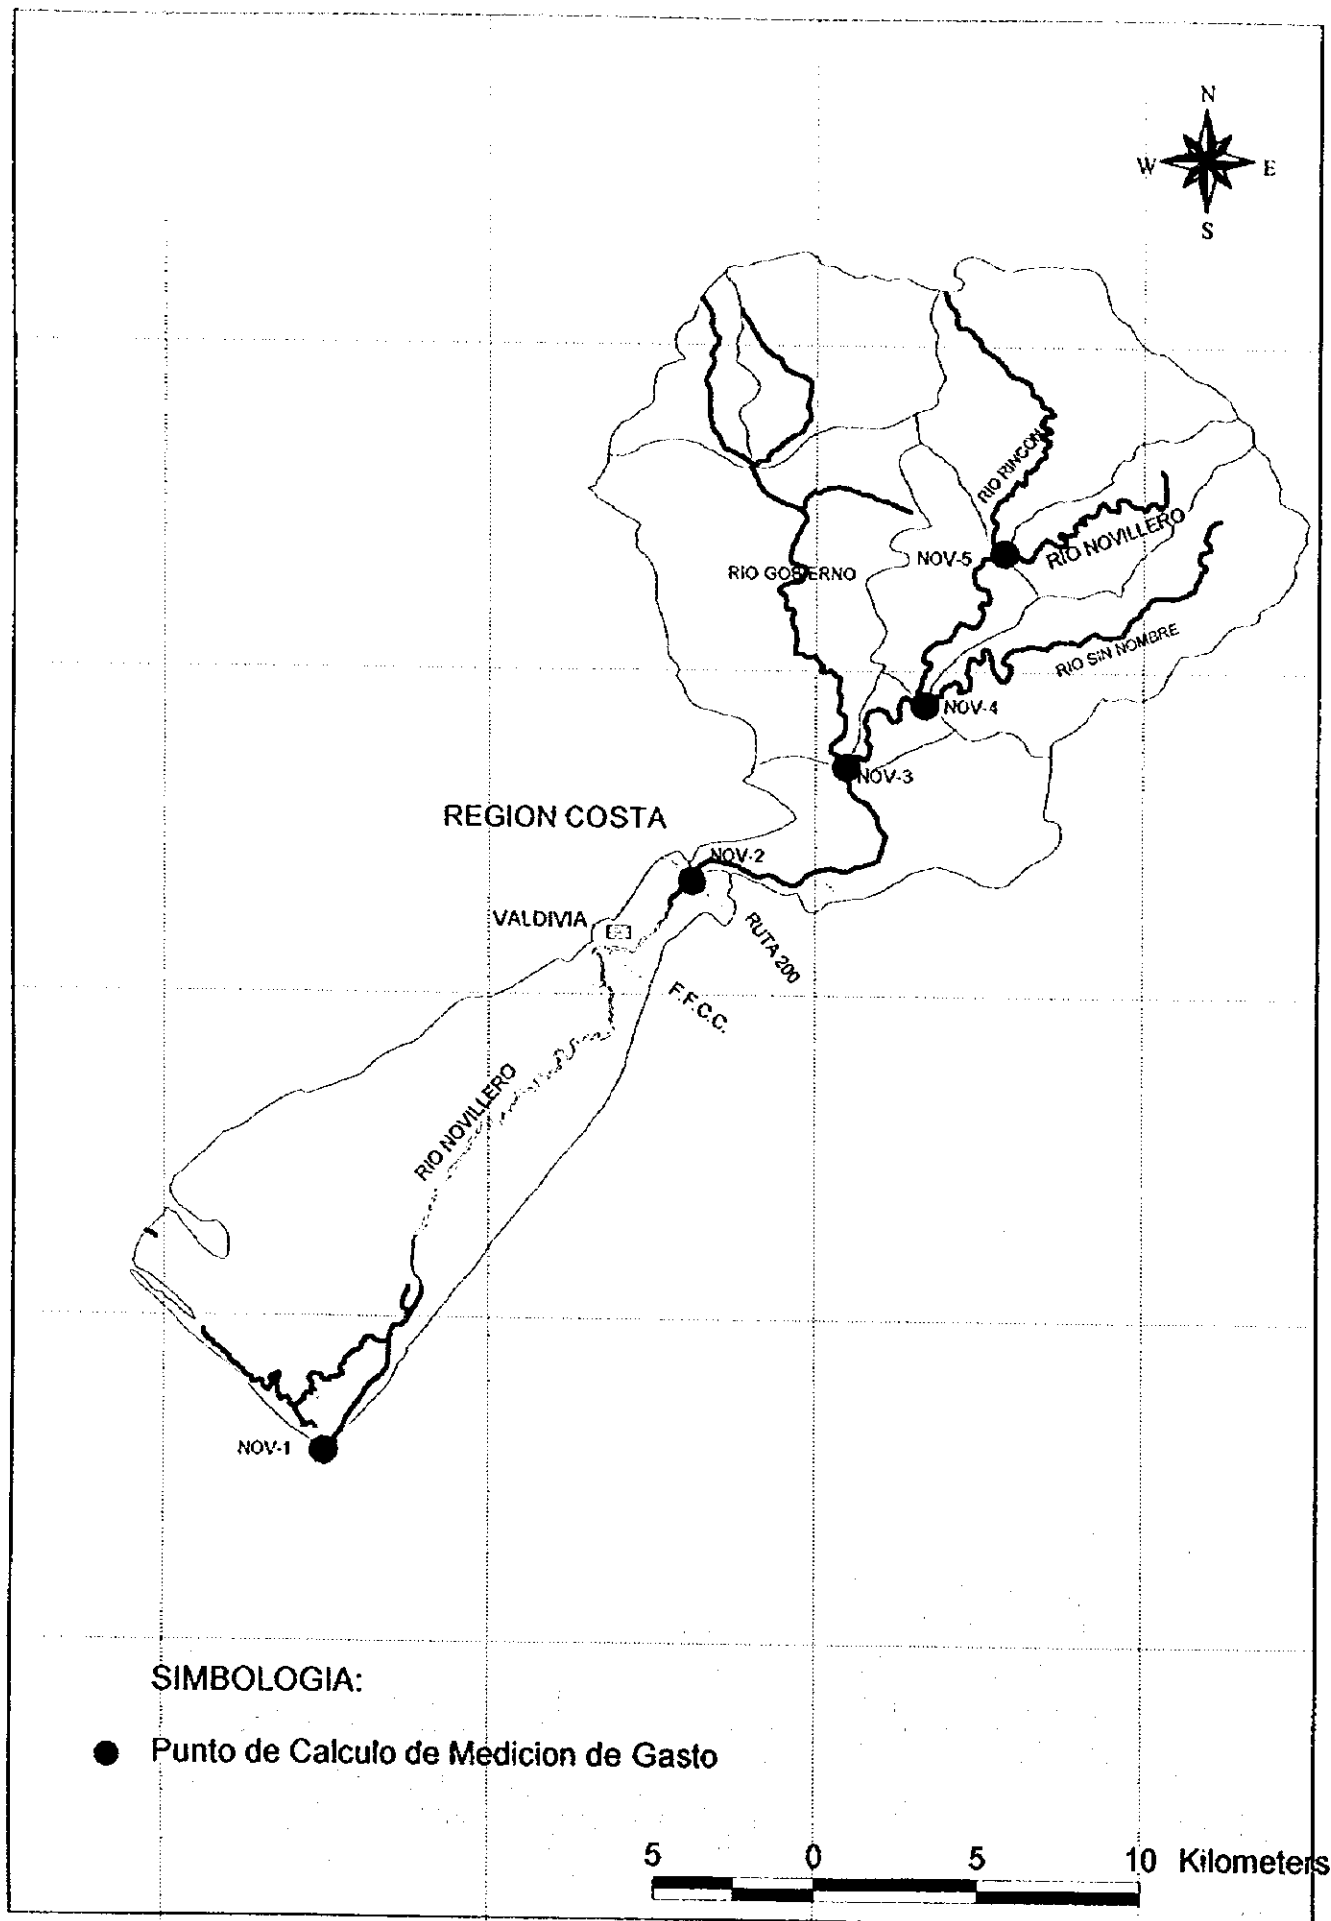 N
W E
S
RIO RINCON
RIO NOVILLERO
NOV-5
RIO GOBIERNO
RIO SIN NOMBRE
NOV-4
NOV-3
REGION COSTA
NOV-2
VALDIVIA
RUTA 200
F.F.C.C.
RIO NOVILLERO
NOV-1
SIMBOLOGIA:
Punto de Calculo de Medicion de Gasto
5 0 5 10 Kilometers